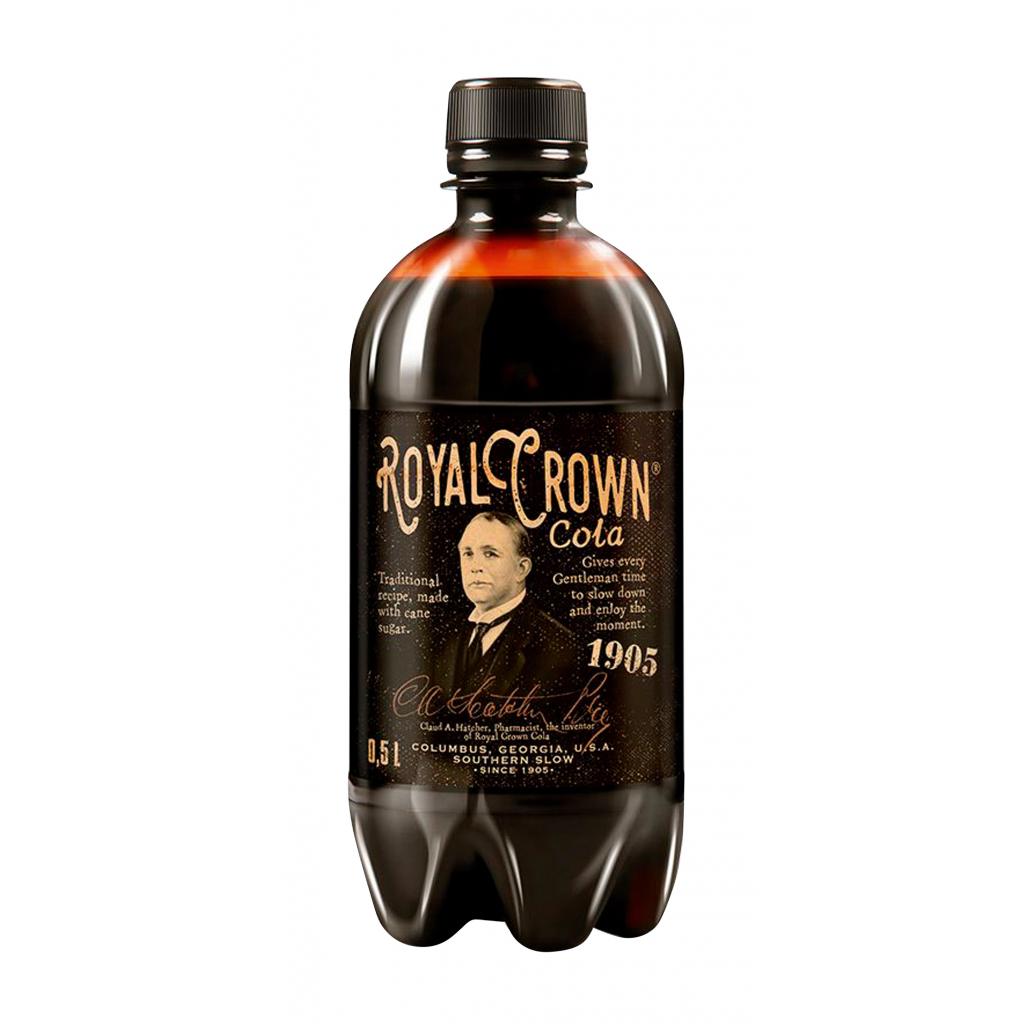 ROYAL CROWN®
Cola
Traditional
recipe, made
with cane
sugar.
Gives every
Gentleman time
to slow down
and enjoy the
moment.
1905
Claud A. Hatcher, Pharmacist, the inventor
of Royal Crown Cola
0,5 L
COLUMBUS, GEORGIA, U.S.A.
SOUTHERN SLOW
·SINCE 1905·